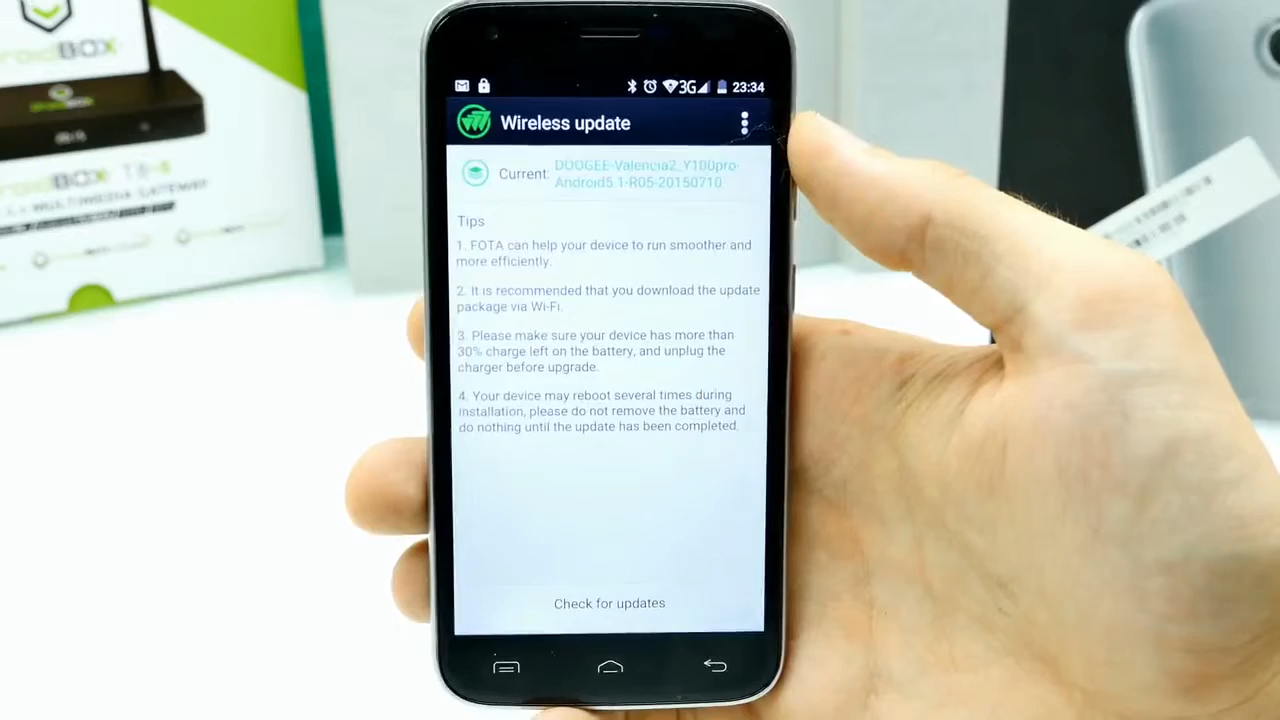 3G 23:34
Wireless update
Current: DOOGEE-Valencia2_Y100pro-
Android5.1-R05-20150710
Tips
1. FOTA can help your device to run smoother and
more efficiently.
2. It is recommended that you download the update
package via Wi-Fi.
3. Please make sure your device has more than
30% charge left on the battery, and unplug the
charger before upgrade.
4. Your device may reboot several times during
installation, please do not remove the battery and
do nothing until the update has been completed.
Check for updates
roidBOX
MULTIMEDIA GATEWAY